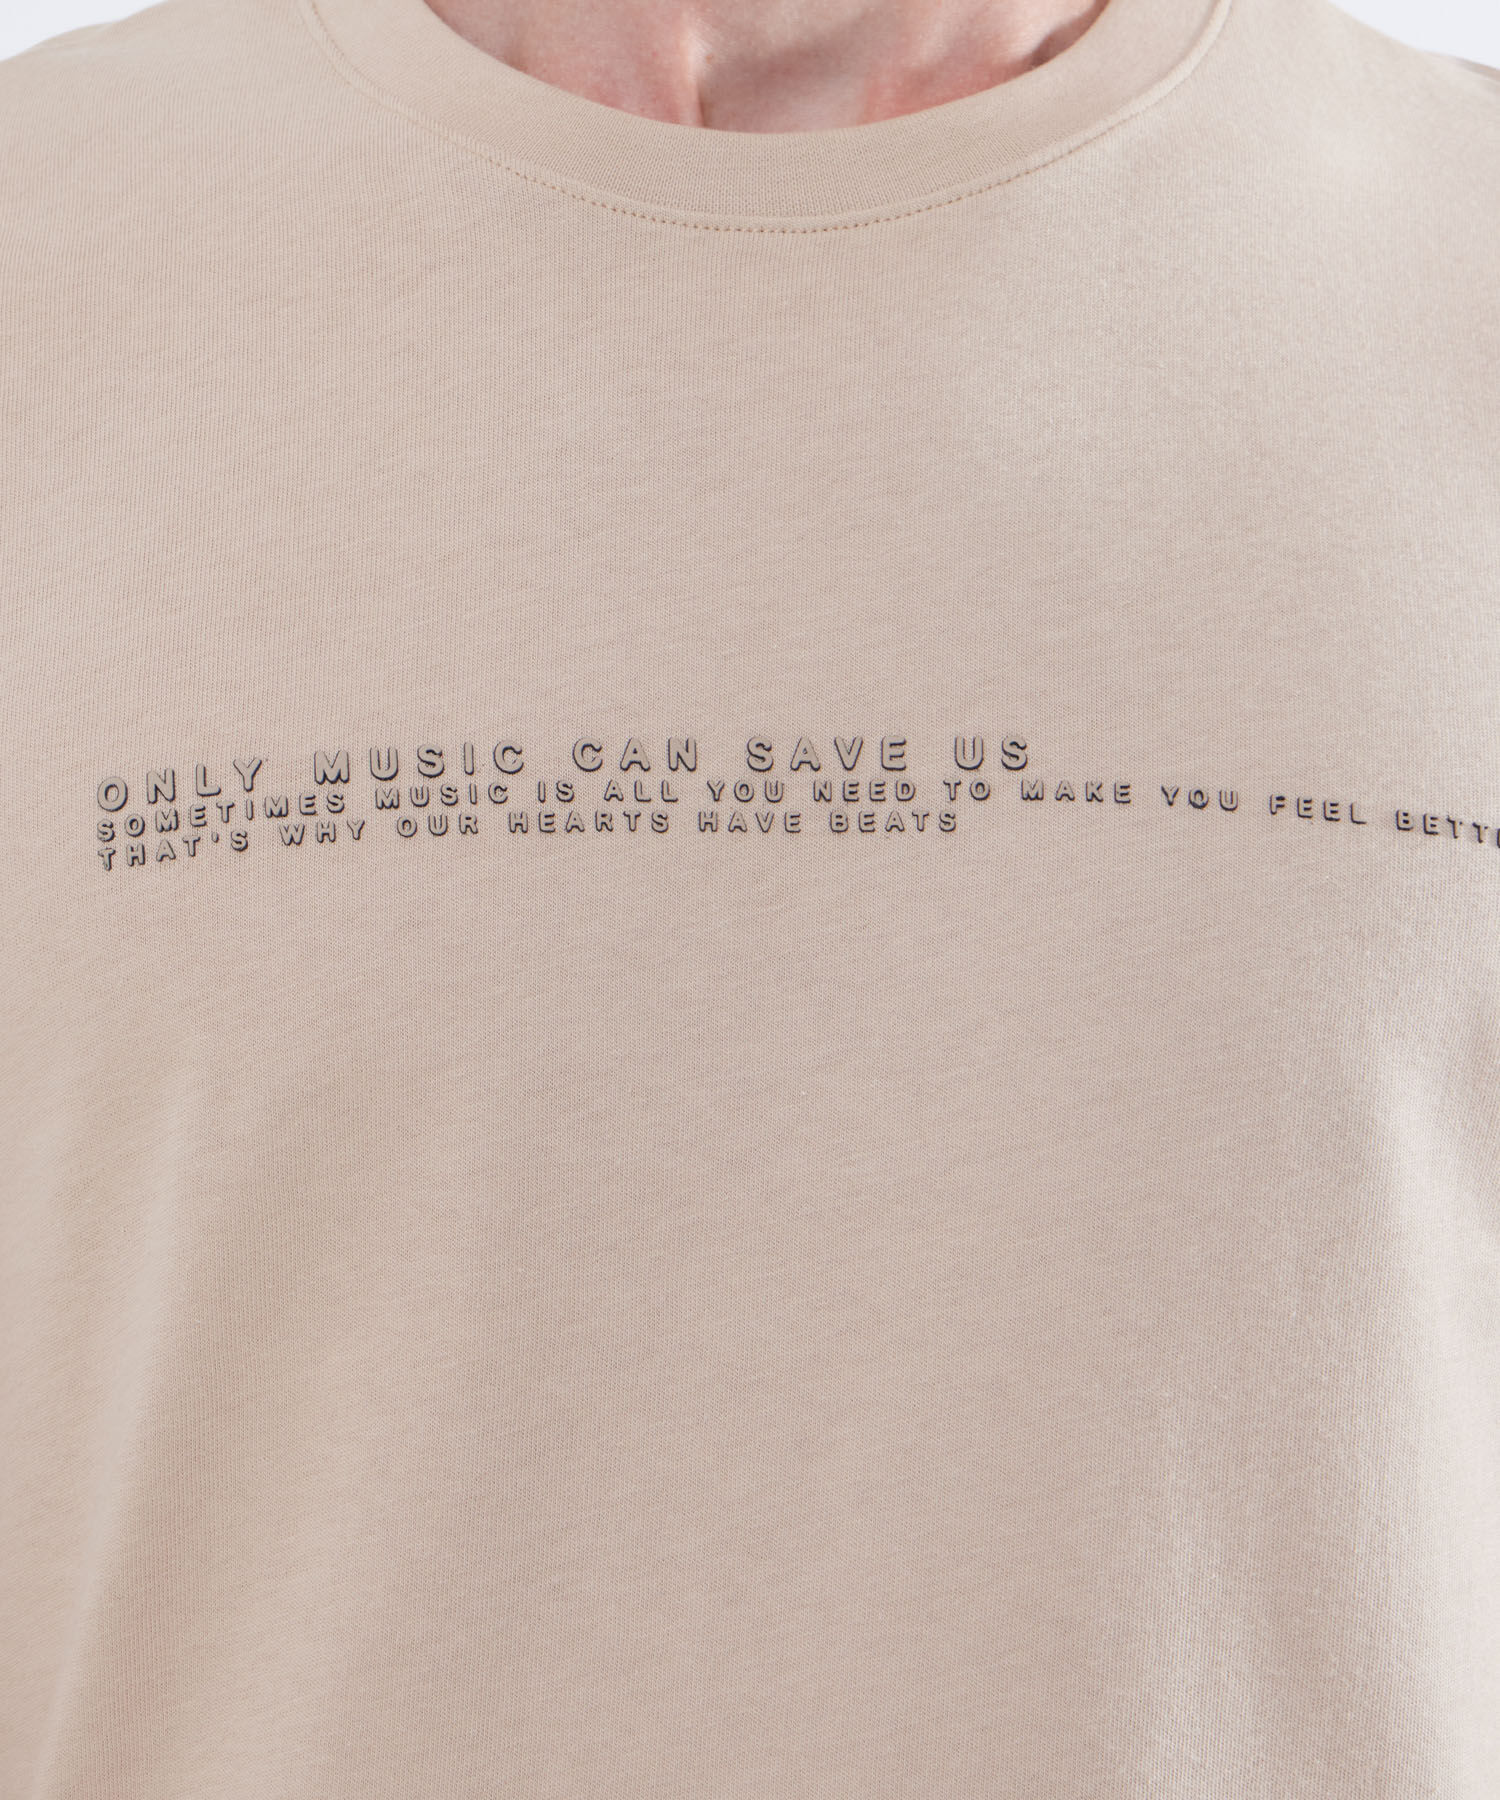 ONLY MUSIC CAN SAVE US
SOMETIMES MUSIC IS ALL YOU NEED TO MAKE YOU FEEL
THAT'S WHY OUR HEARTS HAVE BEATS